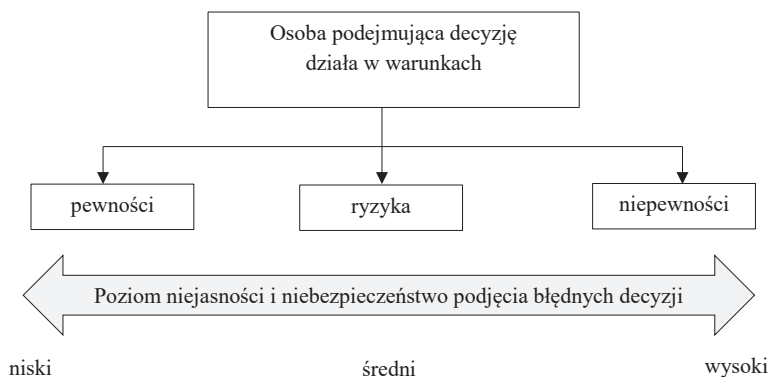 Osoba podejmująca decyzję
działa w warunkach
pewności
ryzyka
niepewności
Poziom niejasności i niebezpieczeństwo podjęcia błędnych decyzji
niski
średni
wysoki